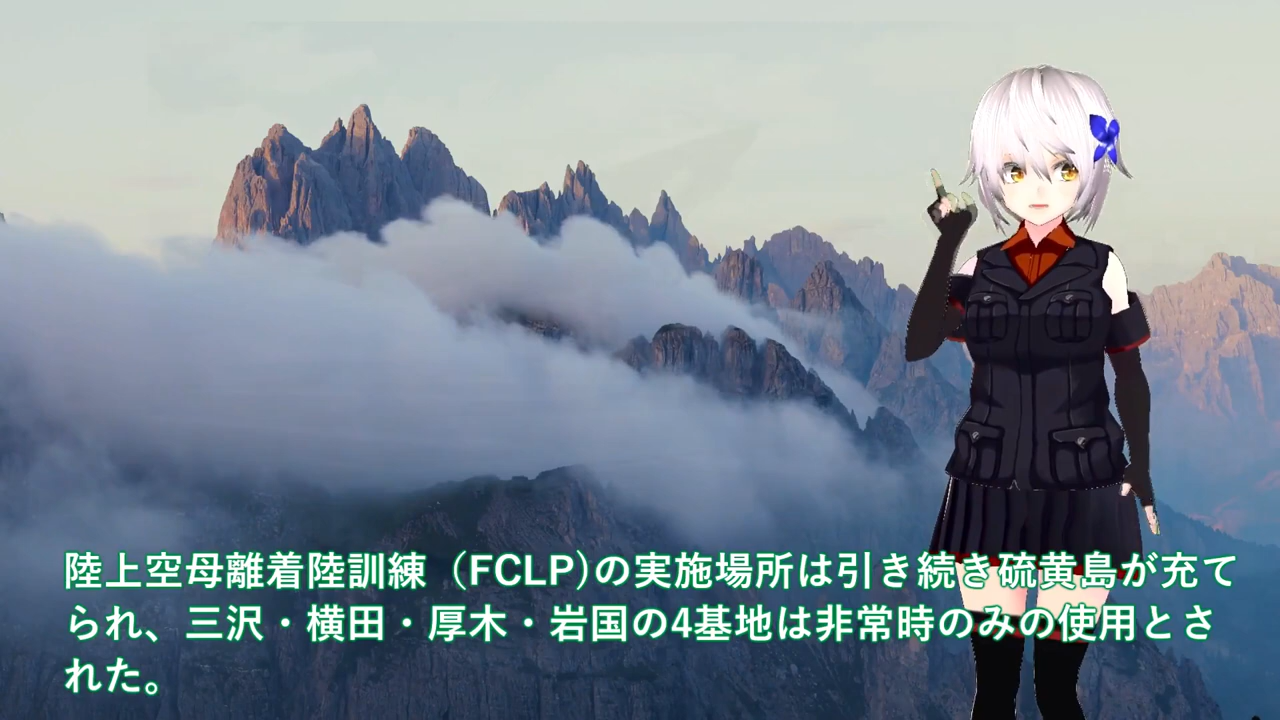 陸上空母離着陸訓練（FCLP)の実施場所は引き続き硫黄島が充て
られ、三沢・横田・厚木・岩国の4基地は非常時のみの使用とさ
れた。